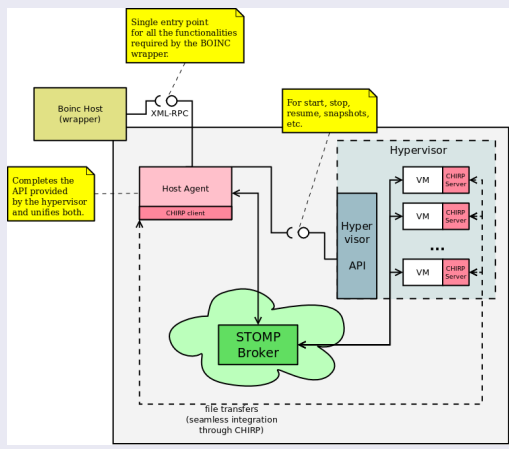 Single entry point
for all the functionalities
required by the BOINC
wrapper.
Boinc Host
(wrapper)
XML-RPC
For start, stop,
resume, snapshots,
etc.
Completes the
API provided
by the hypervisor
and unifies both.
Host Agent
CHIRP client
Hypervisor
VM
CHIRP
Server
VM
CHIRP
Server
...
VM
CHIRP
Server
Hyper
visor
API
STOMP
Broker
file transfers
(seamless integration
through CHIRP)